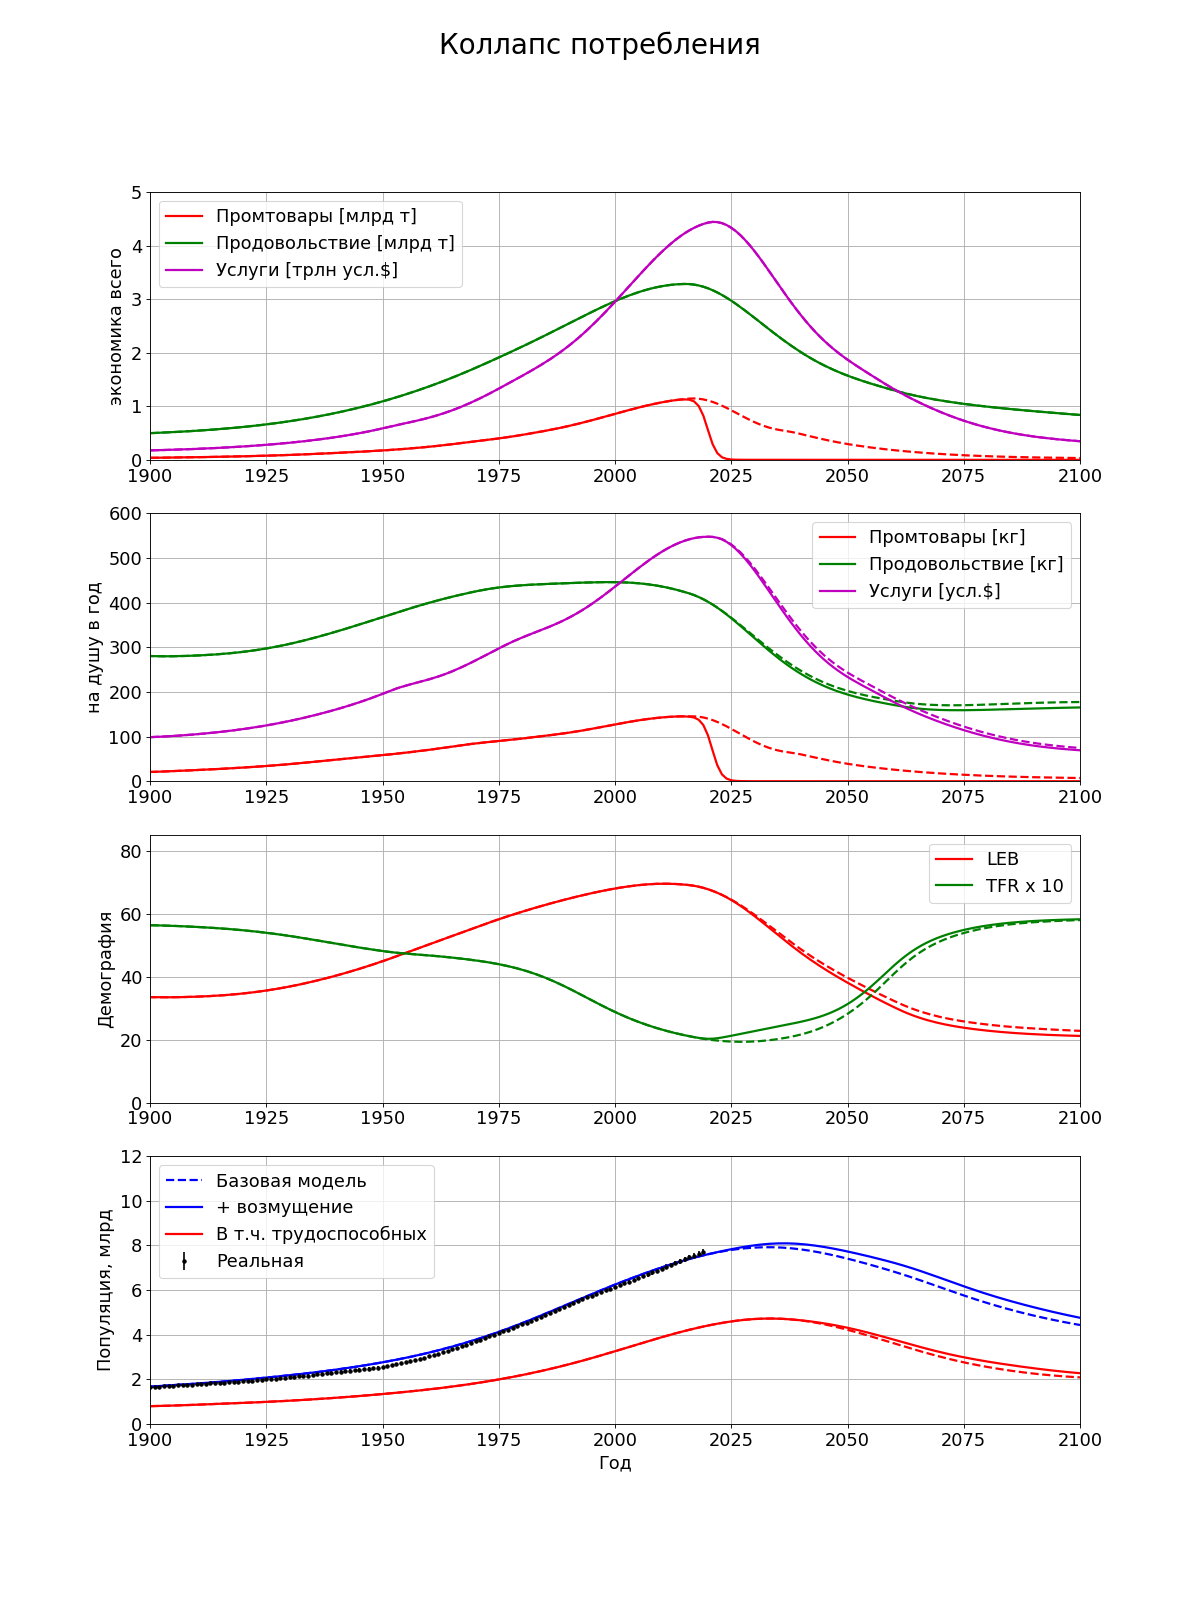 Коллапс потребления
5
4
3
2
1
0
экономика всего
Промтовары [млрд т]
Продовольствие [млрд т]
Услуги [трлн усл.$]
1900 1925 1950 1975 2000 2025 2050 2075 2100
600
500
400
300
200
100
0
на душу в год
Промтовары [кг]
Продовольствие [кг]
Услуги [усл.$]
1900 1925 1950 1975 2000 2025 2050 2075 2100
80
60
40
20
0
Демография
LEB
TFR x 10
1900 1925 1950 1975 2000 2025 2050 2075 2100
12
10
8
6
4
2
0
Популяция, млрд
Базовая модель
+ возмущение
В т.ч. трудоспособных
Реальная
1900 1925 1950 1975 2000 2025 2050 2075 2100
Год